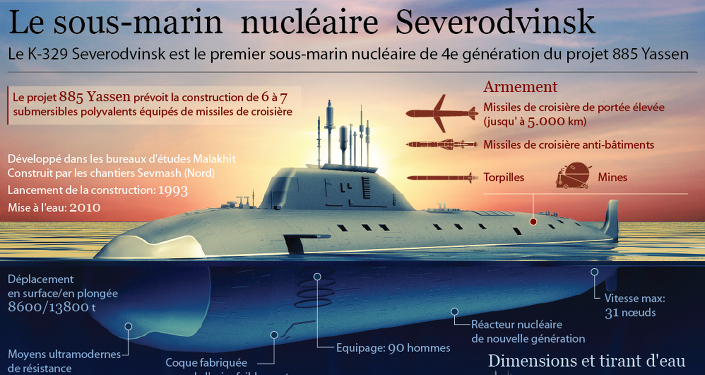 Le sous-marin nucléaire Severodvinsk
Le K-329 Severodvinsk est le premier sous-marin nucléaire de 4e génération du projet 885 Yassen
Le projet 885 Yassen prévoit la construction de 6 à 7
submersibles polyvalents équipés de missiles de croisière
Développé dans les bureaux d'études Malakhit
Construit par les chantiers Sevmash (Nord)
Lancement de la construction: 1993
Mise à l'eau: 2010
Armement
Missiles de croisière de portée élevée
(jusqu' à 5.000 km)
Missiles de croisière anti-bâtiments
Torpilles
Mines
Déplacement
en surface/en plongée
8600/13800 t
Moyens ultramodernes
de résistance
Coque fabriquée
Equipage: 90 hommes
Réacteur nucléaire
de nouvelle génération
Vitesse max:
31 nœuds
Dimensions et tirant d'eau